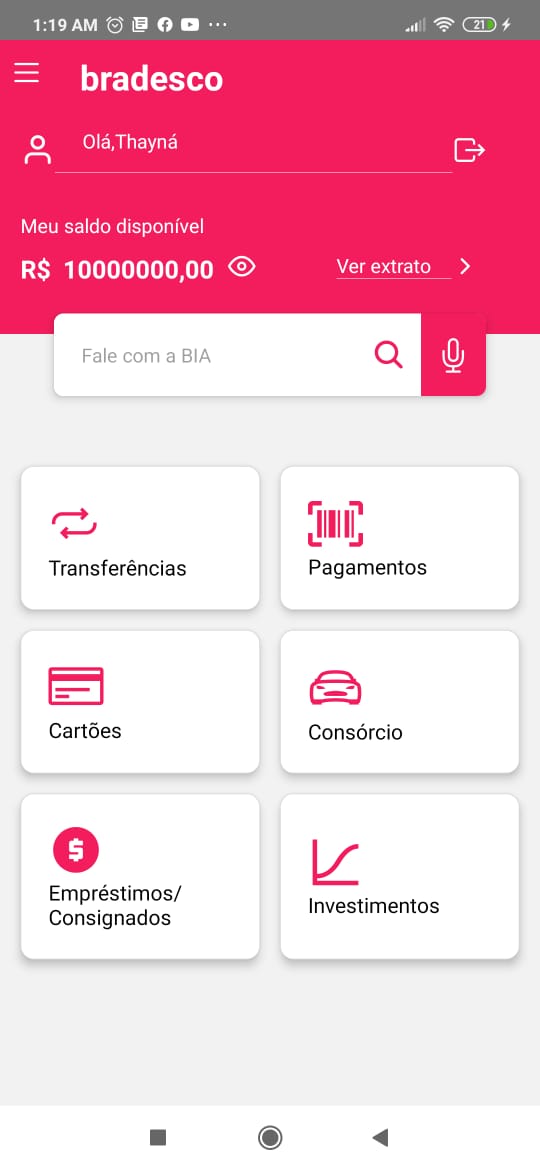 1:19 AM
21
bradesco
Olá,Thayná
Meu saldo disponível
R$ 10000000,00
Ver extrato
Fale com a BIA
Transferências
Pagamentos
Cartões
Consórcio
Empréstimos/
Consignados
Investimentos